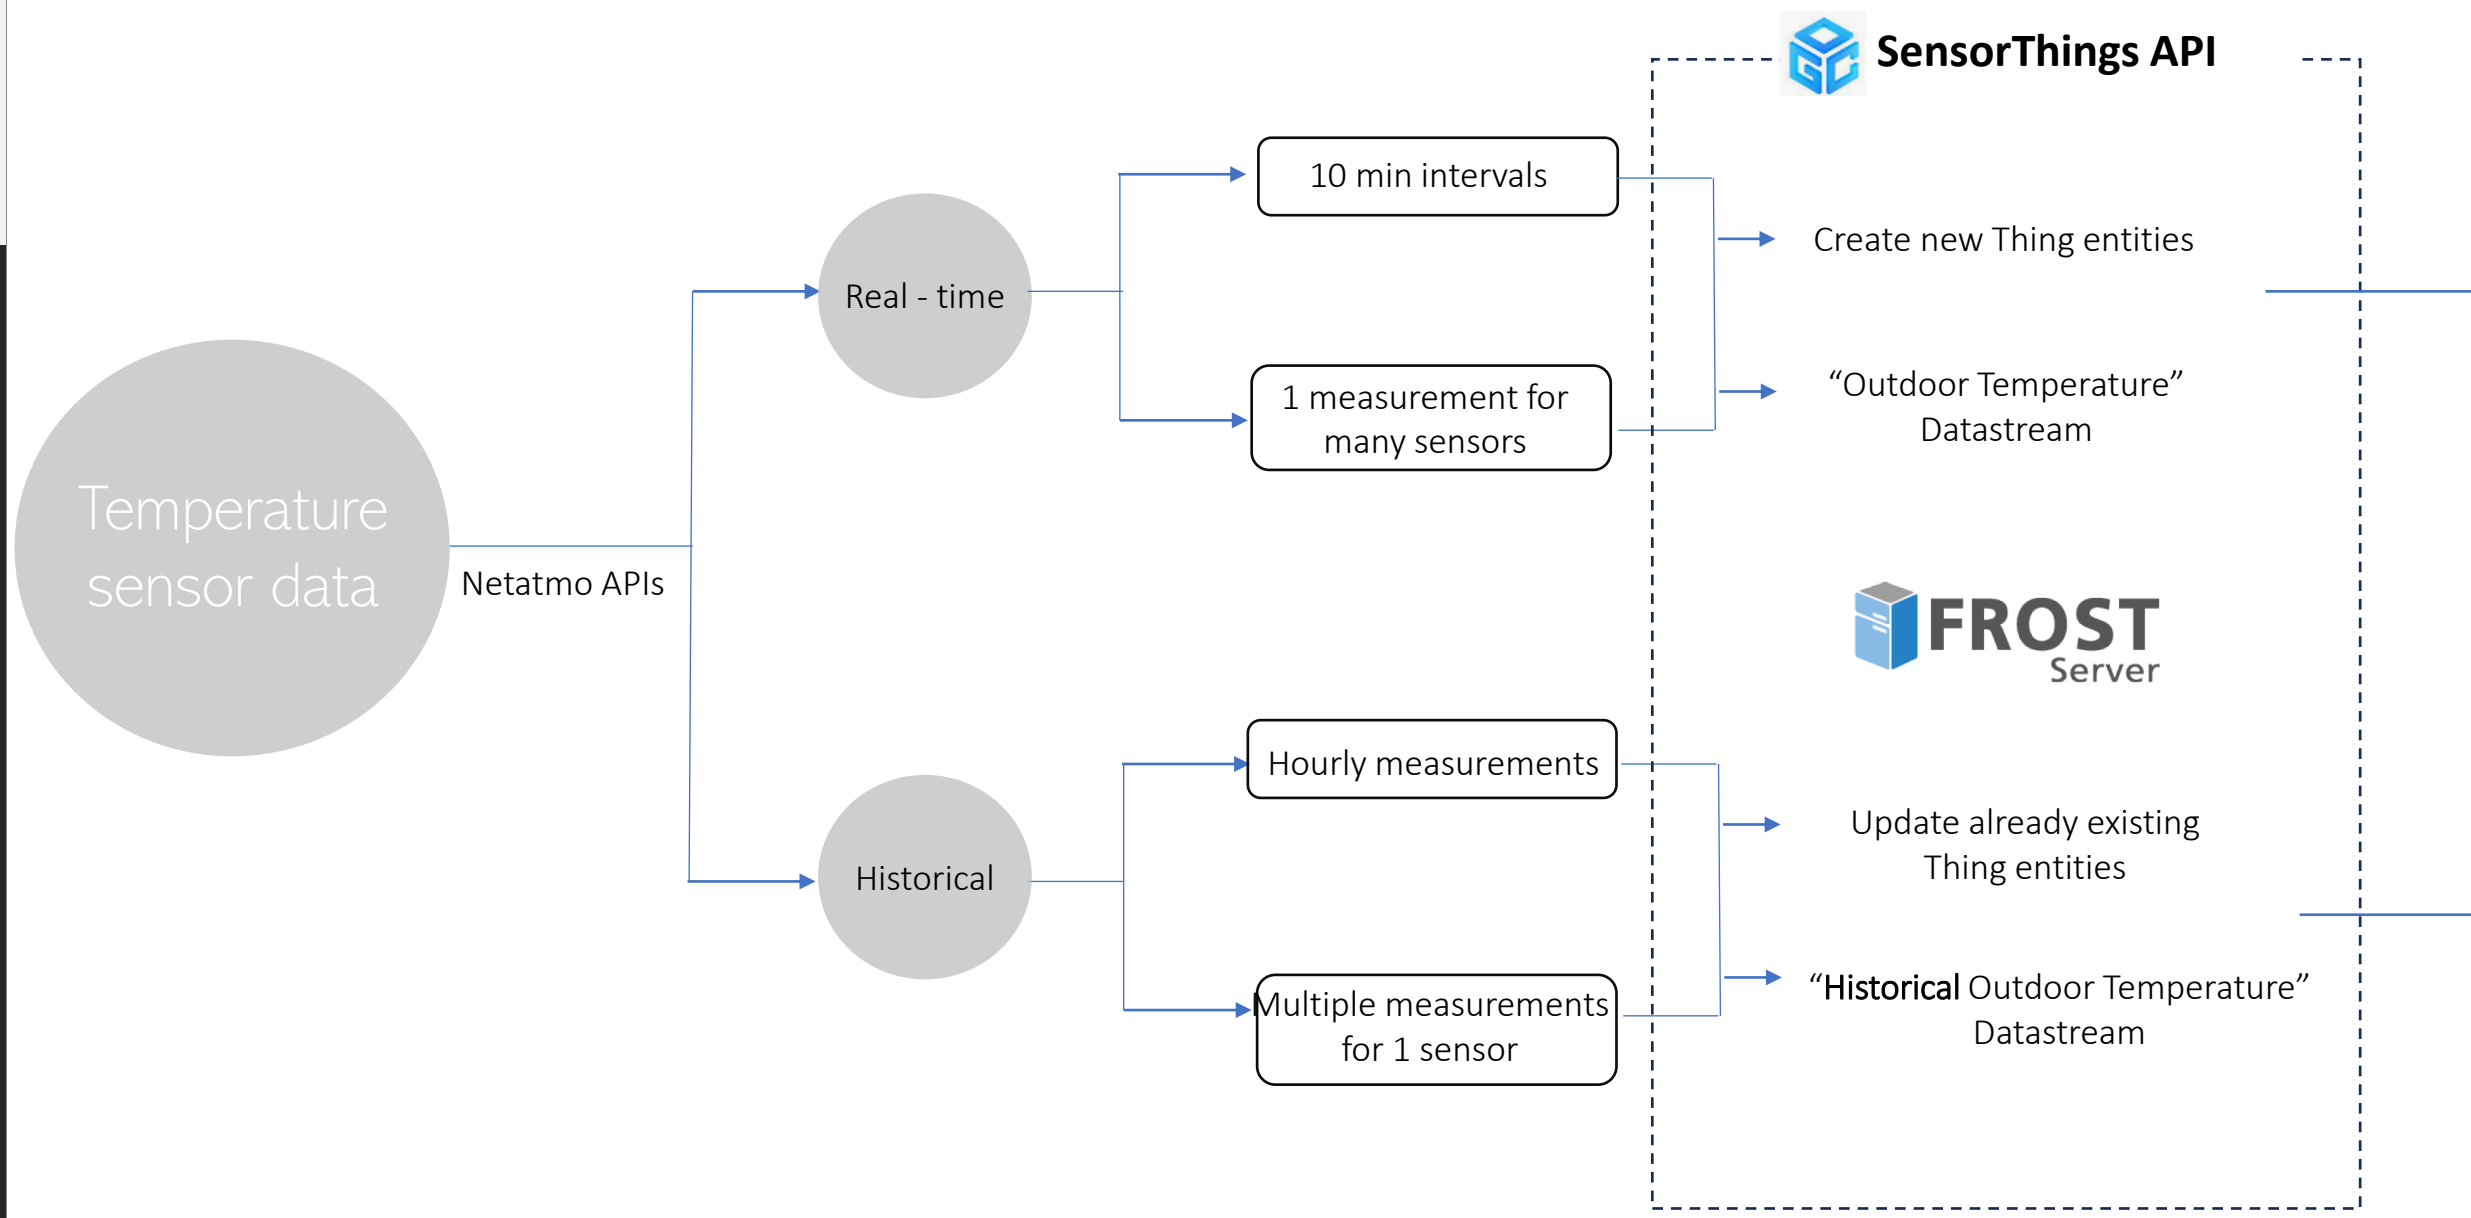 SensorThings API
10 min intervals
Create new Thing entities
Real - time
1 measurement for
many sensors
“Outdoor Temperature”
Datastream
Temperature
sensor data
Netatmo APIs
FROST
Server
Hourly measurements
Update already existing
Thing entities
Historical
Multiple measurements
for 1 sensor
“Historical Outdoor Temperature”
Datastream